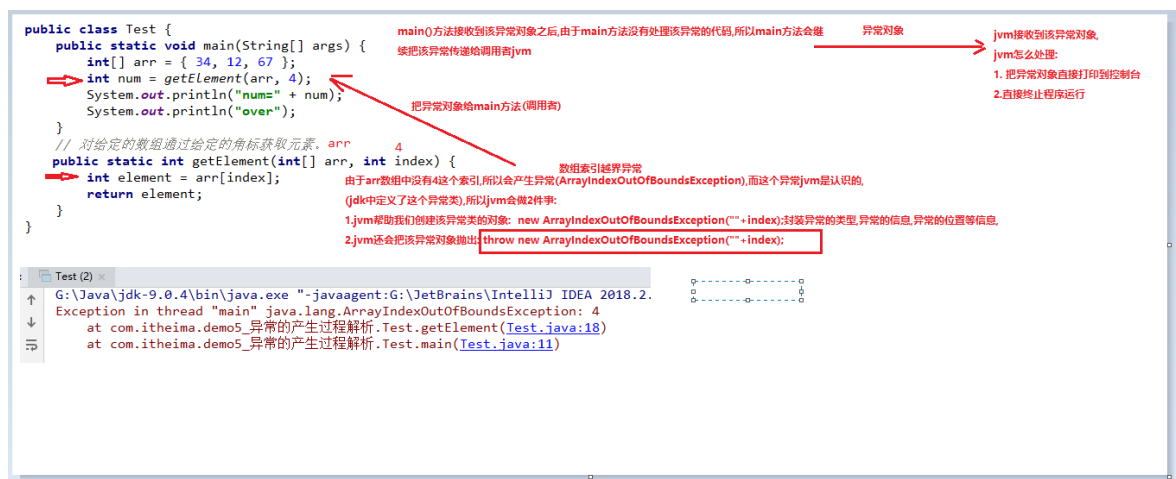 public class Test {
public static void main(String[] args) {
int[] arr = { 34, 12, 67 };
int num = getElement(arr, 4);
System.out.println("num=" + num);
System.out.println("over");
}
// 对给定的数组通过给定的角标获取元素。arr 4
public static int getElement(int[] arr, int index) {
int element = arr[index];
return element;
}
}
main()方法接收到该异常对象之后,由于main方法没有处理该异常的代码,所以main方法会继
续把该异常传递给调用者jvm
异常对象
jvm接收到该异常对象,
jvm怎么处理:
1. 把异常对象直接打印到控制台
2.直接终止程序运行
把异常对象给main方法(调用者)
数组索引越界异常
由于arr数组中没有4这个索引,所以会产生异常(ArrayIndexOutOfBoundsException),而这个异常jvm是认识的,
(jdk中定义了这个异常类),所以jvm会做2件事:
1.jvm帮助我们创建该异常类的对象: new ArrayIndexOutOfBoundsException(""+index);封装异常的类型,异常的信息,异常的位置等信息,
2.jvm还会把该异常对象抛出: throw new ArrayIndexOutOfBoundsException(""+index);
: Test (2) ×
G:\Java\jdk-9.0.4\bin\java.exe "-javaagent:G:\JetBrains\IntelliJ IDEA 2018.2.
Exception in thread "main" java.lang.ArrayIndexOutOfBoundsException: 4
at com.itheima.demo5_异常的产生过程解析.Test.getElement(Test.java:18)
at com.itheima.demo5_异常的产生过程解析.Test.main(Test.java:11)